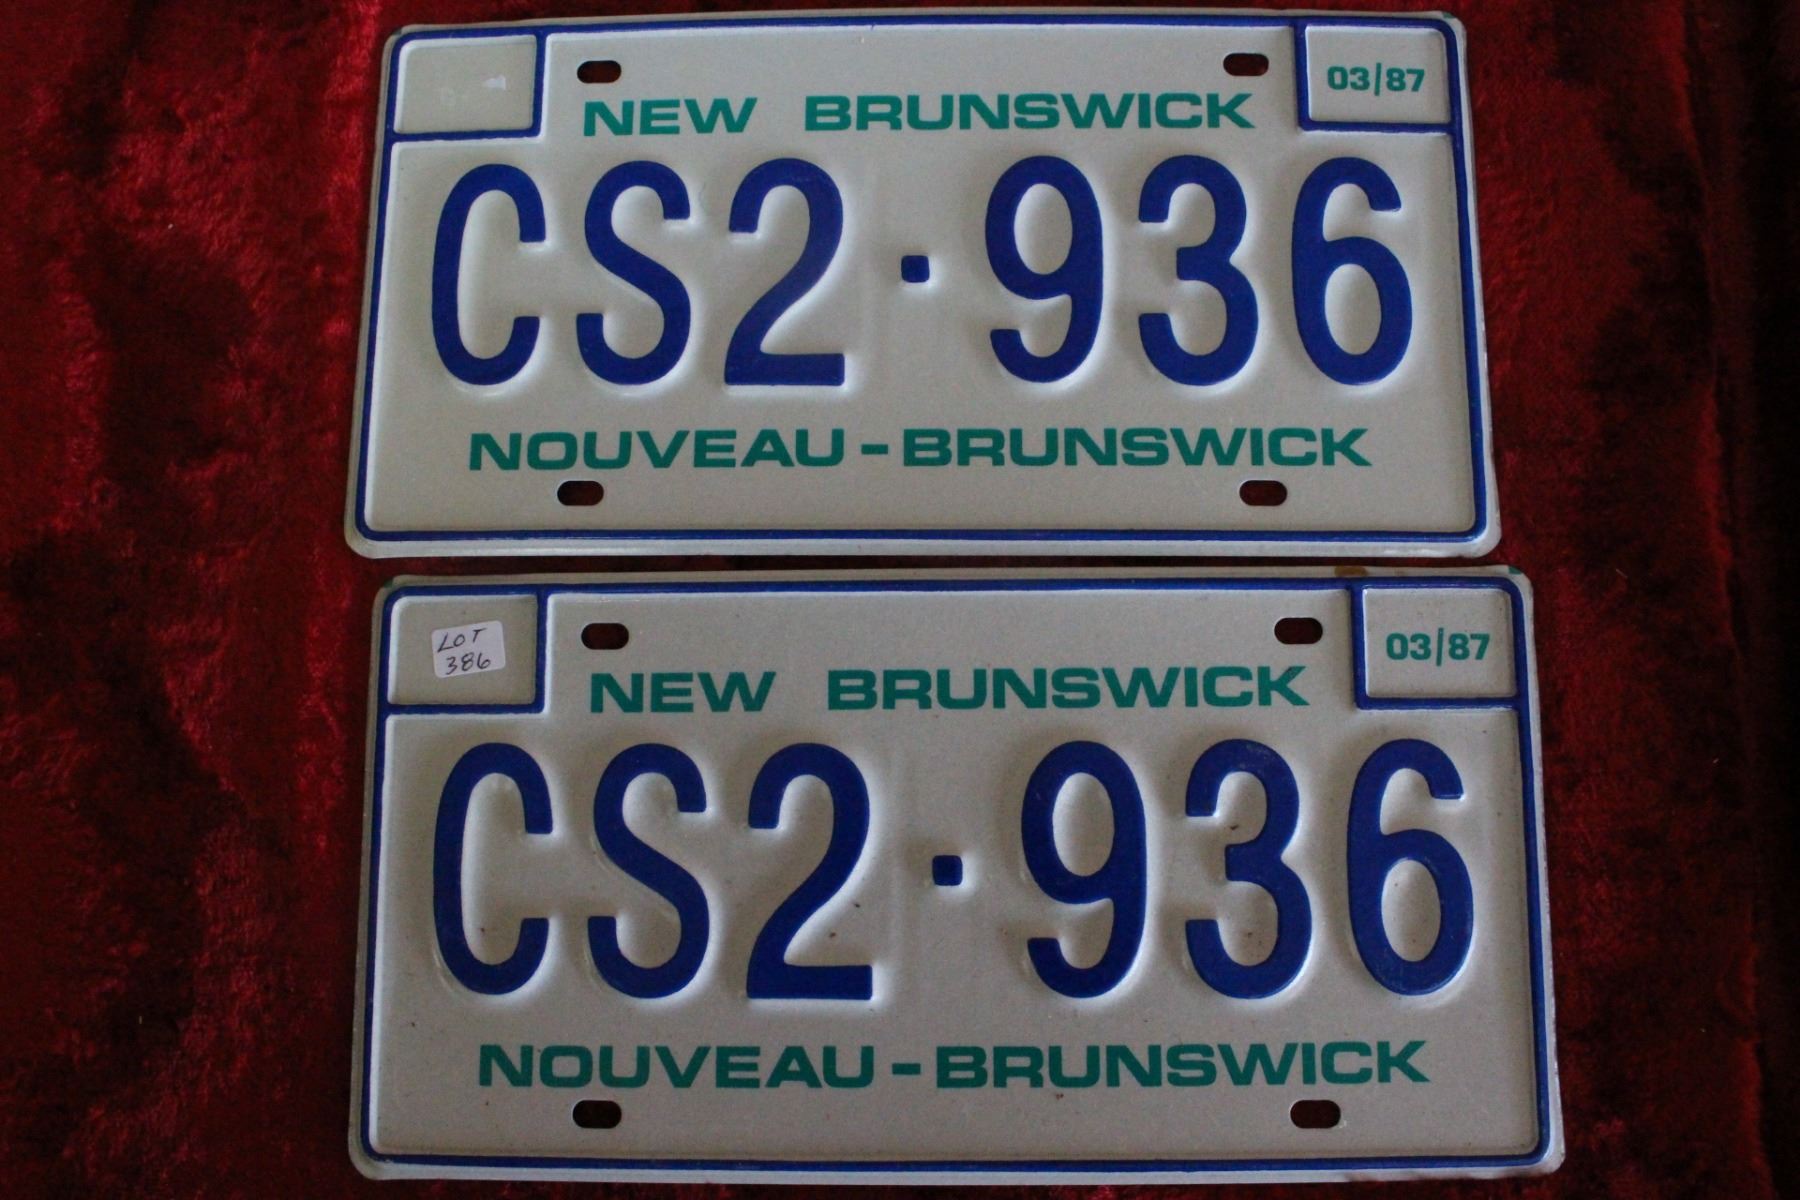 03/87
NEW BRUNSWICK
CS2·936
NOUVEAU-BRUNSWICK
LOT
386
03/87
NEW BRUNSWICK
CS2·936
NOUVEAU-BRUNSWICK